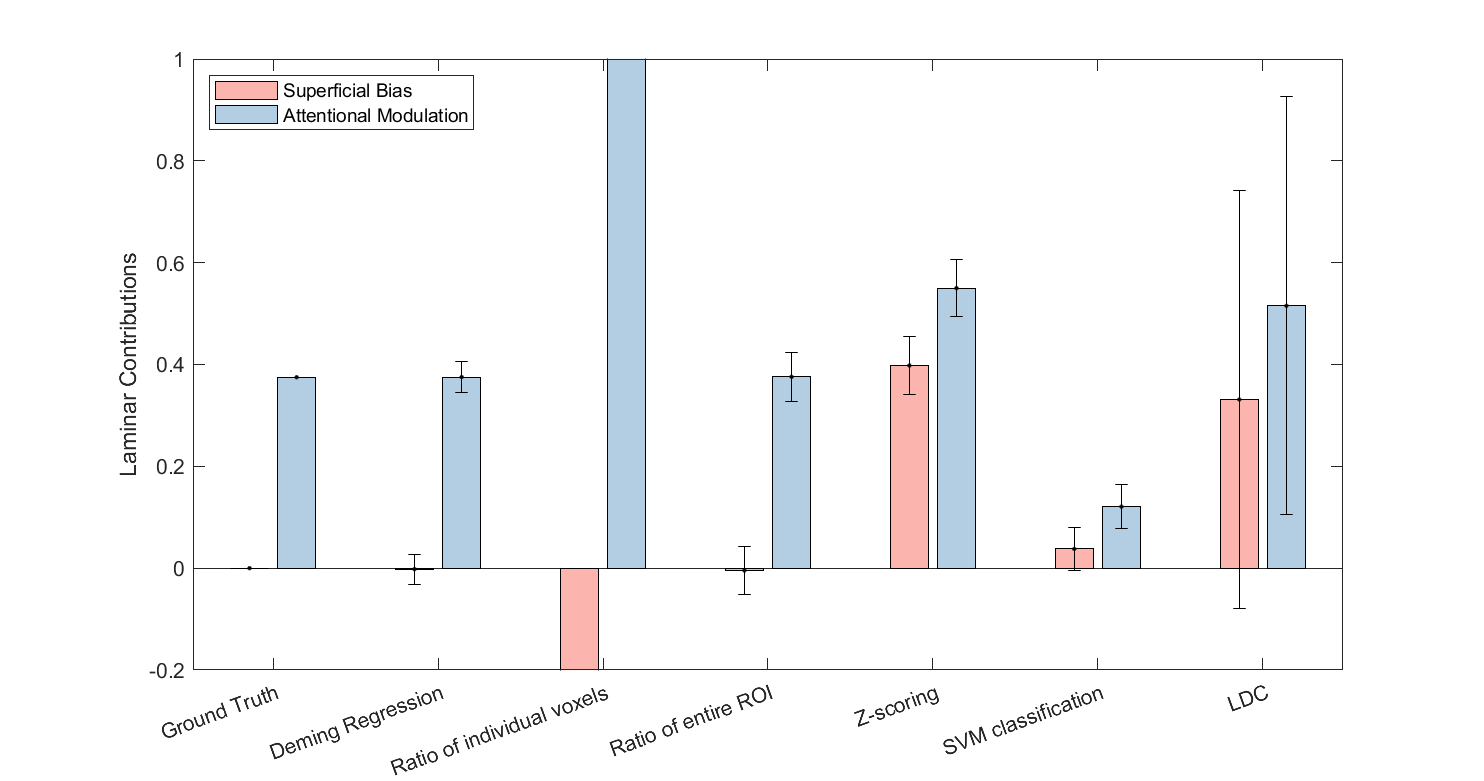 1
Superficial Bias
Attentional Modulation
0.8
0.6
0.4
0.2
0
-0.2
Laminar Contributions
Ground Truth
Deming Regression
Ratio of individual voxels
Ratio of entire ROI
Z-scoring
SVM classification
LDC